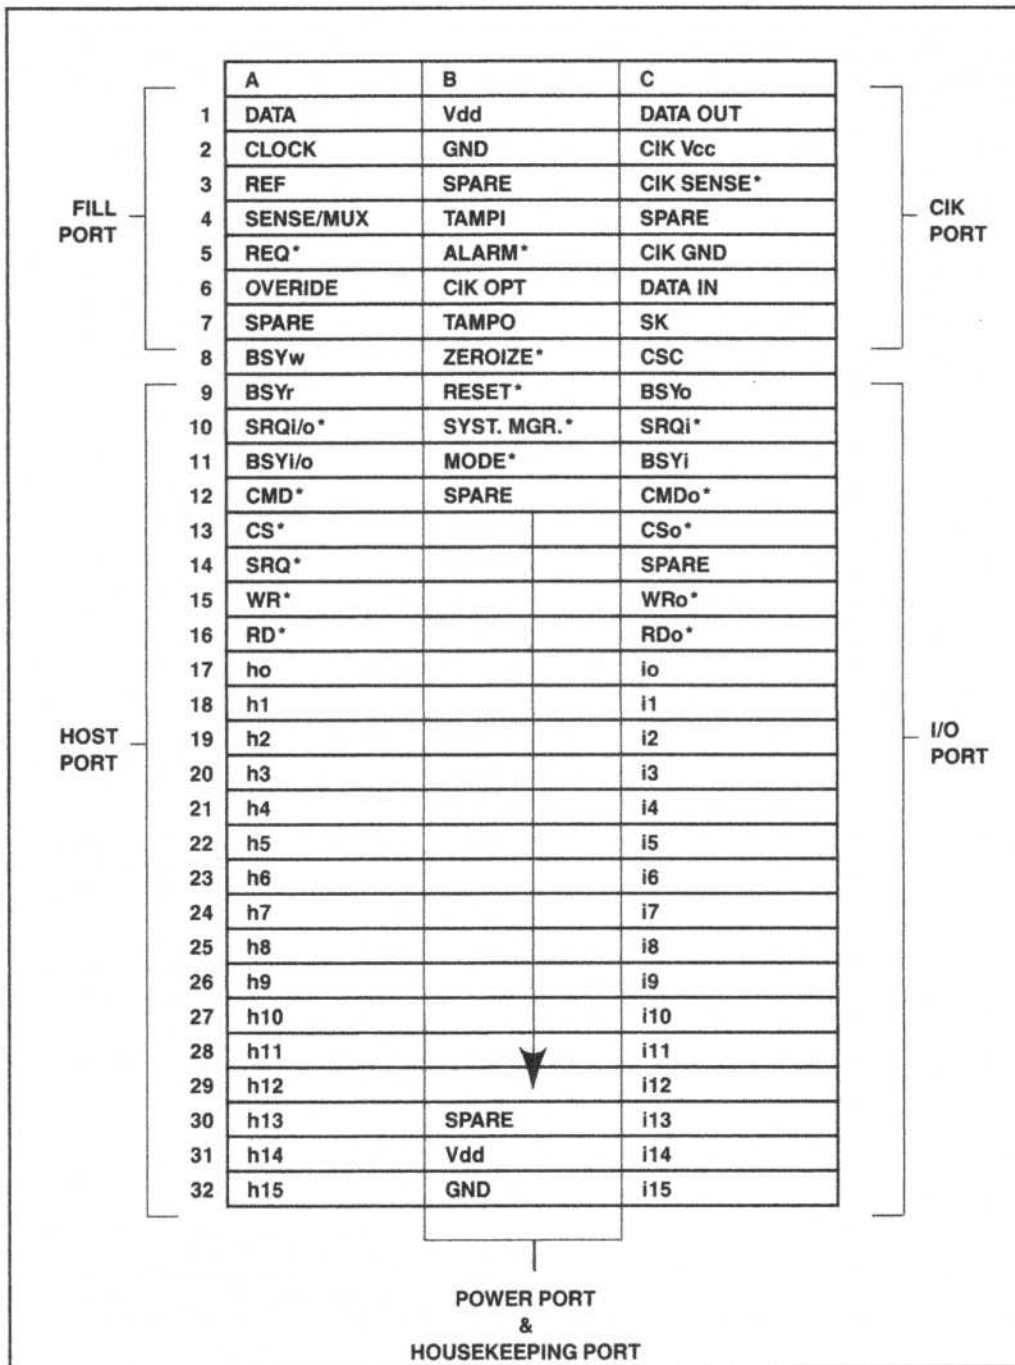 A B C
1 DATA Vdd DATA OUT
2 CLOCK GND CIK Vcc
3 REF SPARE CIK SENSE*
4 SENSE/MUX TAMPI SPARE
5 REQ* ALARM* CIK GND
6 OVERIDE CIK OPT DATA IN
7 SPARE TAMPO SK
8 BSYw ZEROIZE* CSC
FILL
PORT
CIK
PORT
9 BSYr RESET* BSYo
10 SRQi/o* SYST. MGR.* SRQi*
11 BSYi/o MODE* BSYi
12 CMD* SPARE CMDo*
13 CS* CSo*
14 SRQ* SPARE
15 WR* WRo*
16 RD* RDo*
17 ho io
18 h1 i1
19 h2 i2
20 h3 i3
21 h4 i4
22 h5 i5
23 h6 i6
24 h7 i7
25 h8 i8
26 h9 i9
27 h10 i10
28 h11 i11
29 h12 i12
30 h13 SPARE i13
31 h14 Vdd i14
32 h15 GND i15
HOST
PORT
I/O
PORT
POWER PORT
&
HOUSEKEEPING PORT